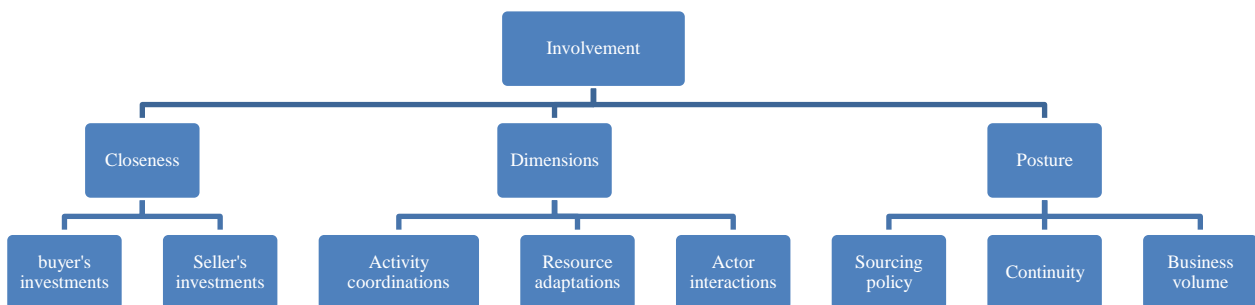 Involvement
Closeness
Dimensions
Posture
buyer's
investments
Seller's
investments
Activity
coordinations
Resource
adaptations
Actor
interactions
Sourcing
policy
Continuity
Business
volume